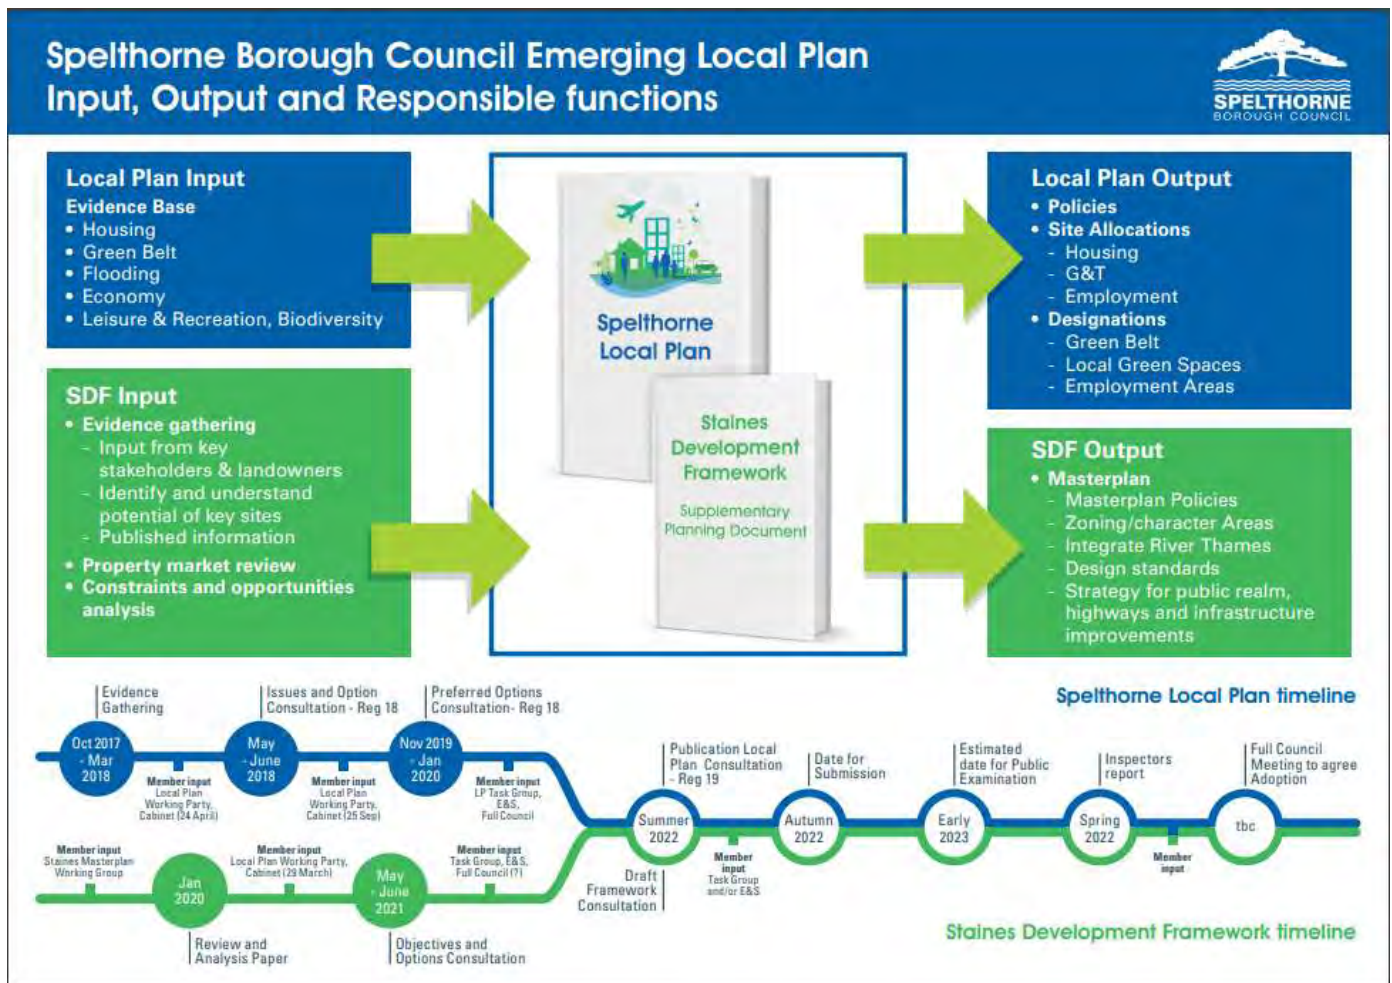 Spelthorne Borough Council Emerging Local Plan
Input, Output and Responsible functions
SPELTHORNE
BOROUGH COUNCIL
Local Plan Input
Evidence Base
• Housing
• Green Belt
• Flooding
• Economy
• Leisure & Recreation, Biodiversity
SDF Input
• Evidence gathering
- Input from key
stakeholders & landowners
- Identify and understand
potential of key sites
- Published information
• Property market review
• Constraints and opportunities
analysis
Spelthorne
Local Plan
Staines
Development
Framework
Supplementary
Planning Document
Local Plan Output
• Policies
• Site Allocations
- Housing
- G&T
- Employment
• Designations
- Green Belt
- Local Green Spaces
- Employment Areas
SDF Output
• Masterplan
- Masterplan Policies
- Zoning/character Areas
- Integrate River Thames
- Design standards
- Strategy for public realm,
highways and infrastructure
improvements
Spelthorne Local Plan timeline
Evidence
Gathering
Oct 2017
- Mar
2018
Member input
Local Plan
Working Party,
Cabinet (24 April)
Issues and Option
Consultation - Reg 18
May
- June
2018
Member input
Local Plan
Working Party,
Cabinet (25 Sep)
Preferred Options
Consultation- Reg 18
Nov 2019
- Jan
2020
Member input
LP Task Group,
E&S,
Full Council
Publication Local
Plan Consultation
- Reg 19
Summer
2022
Draft
Framework
Consultation
Member
input
Task Group
and/or E&S
Date for
Submission
Autumn
2022
Estimated
date for Public
Examination
Early
2023
Inspectors
report
Spring
2022
Member
input
Full Council
Meeting to agree
Adoption
tbc
Member input
Staines Masterplan
Working Group
Jan
2020
Review and
Analysis Paper
Member input
Local Plan Working Party,
Cabinet (29 March)
May
- June
2021
Objectives and
Options Consultation
Member input
Task Group, E&S,
Full Council (?)
Staines Development Framework timeline